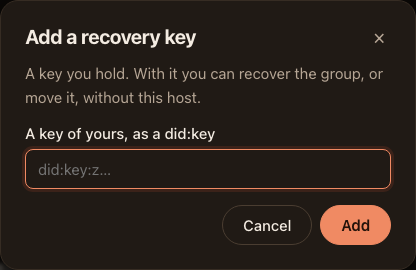 Add a recovery key
×
A key you hold. With it you can recover the group, or
move it, without this host.
A key of yours, as a did:key
did:key:z...
Cancel
Add